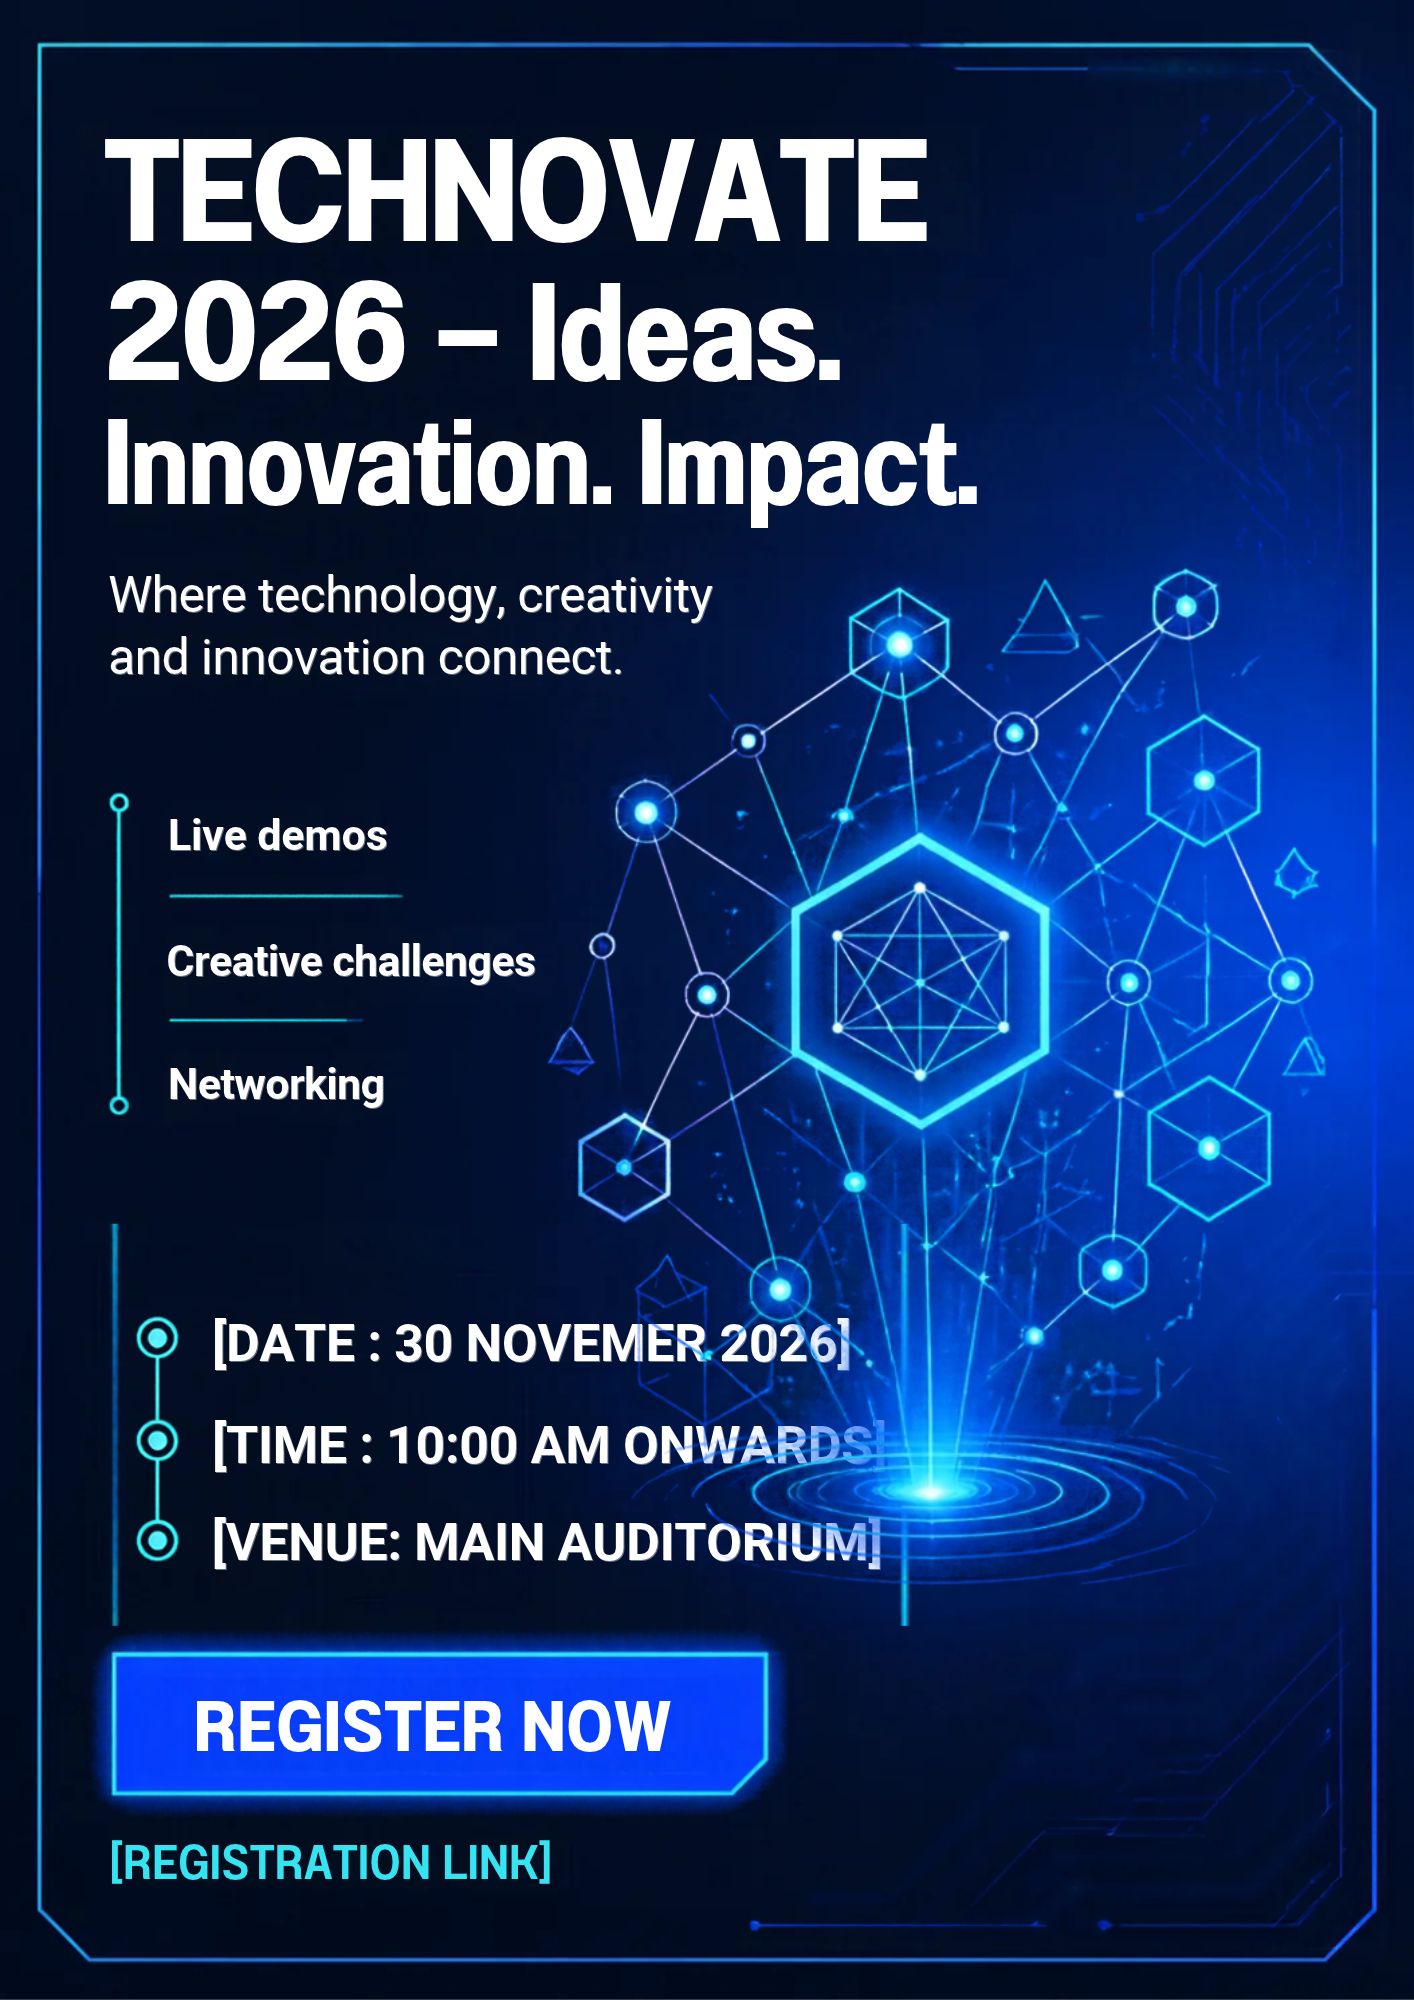 TECHNOVATE
2026 – Ideas.
Innovation. Impact.
Where technology, creativity
and innovation connect.
Live demos
Creative challenges
Networking
[DATE : 30 NOVEMER 2026]
[TIME : 10:00 AM ONWARDS]
[VENUE: MAIN AUDITORIUM]
REGISTER NOW
[REGISTRATION LINK]